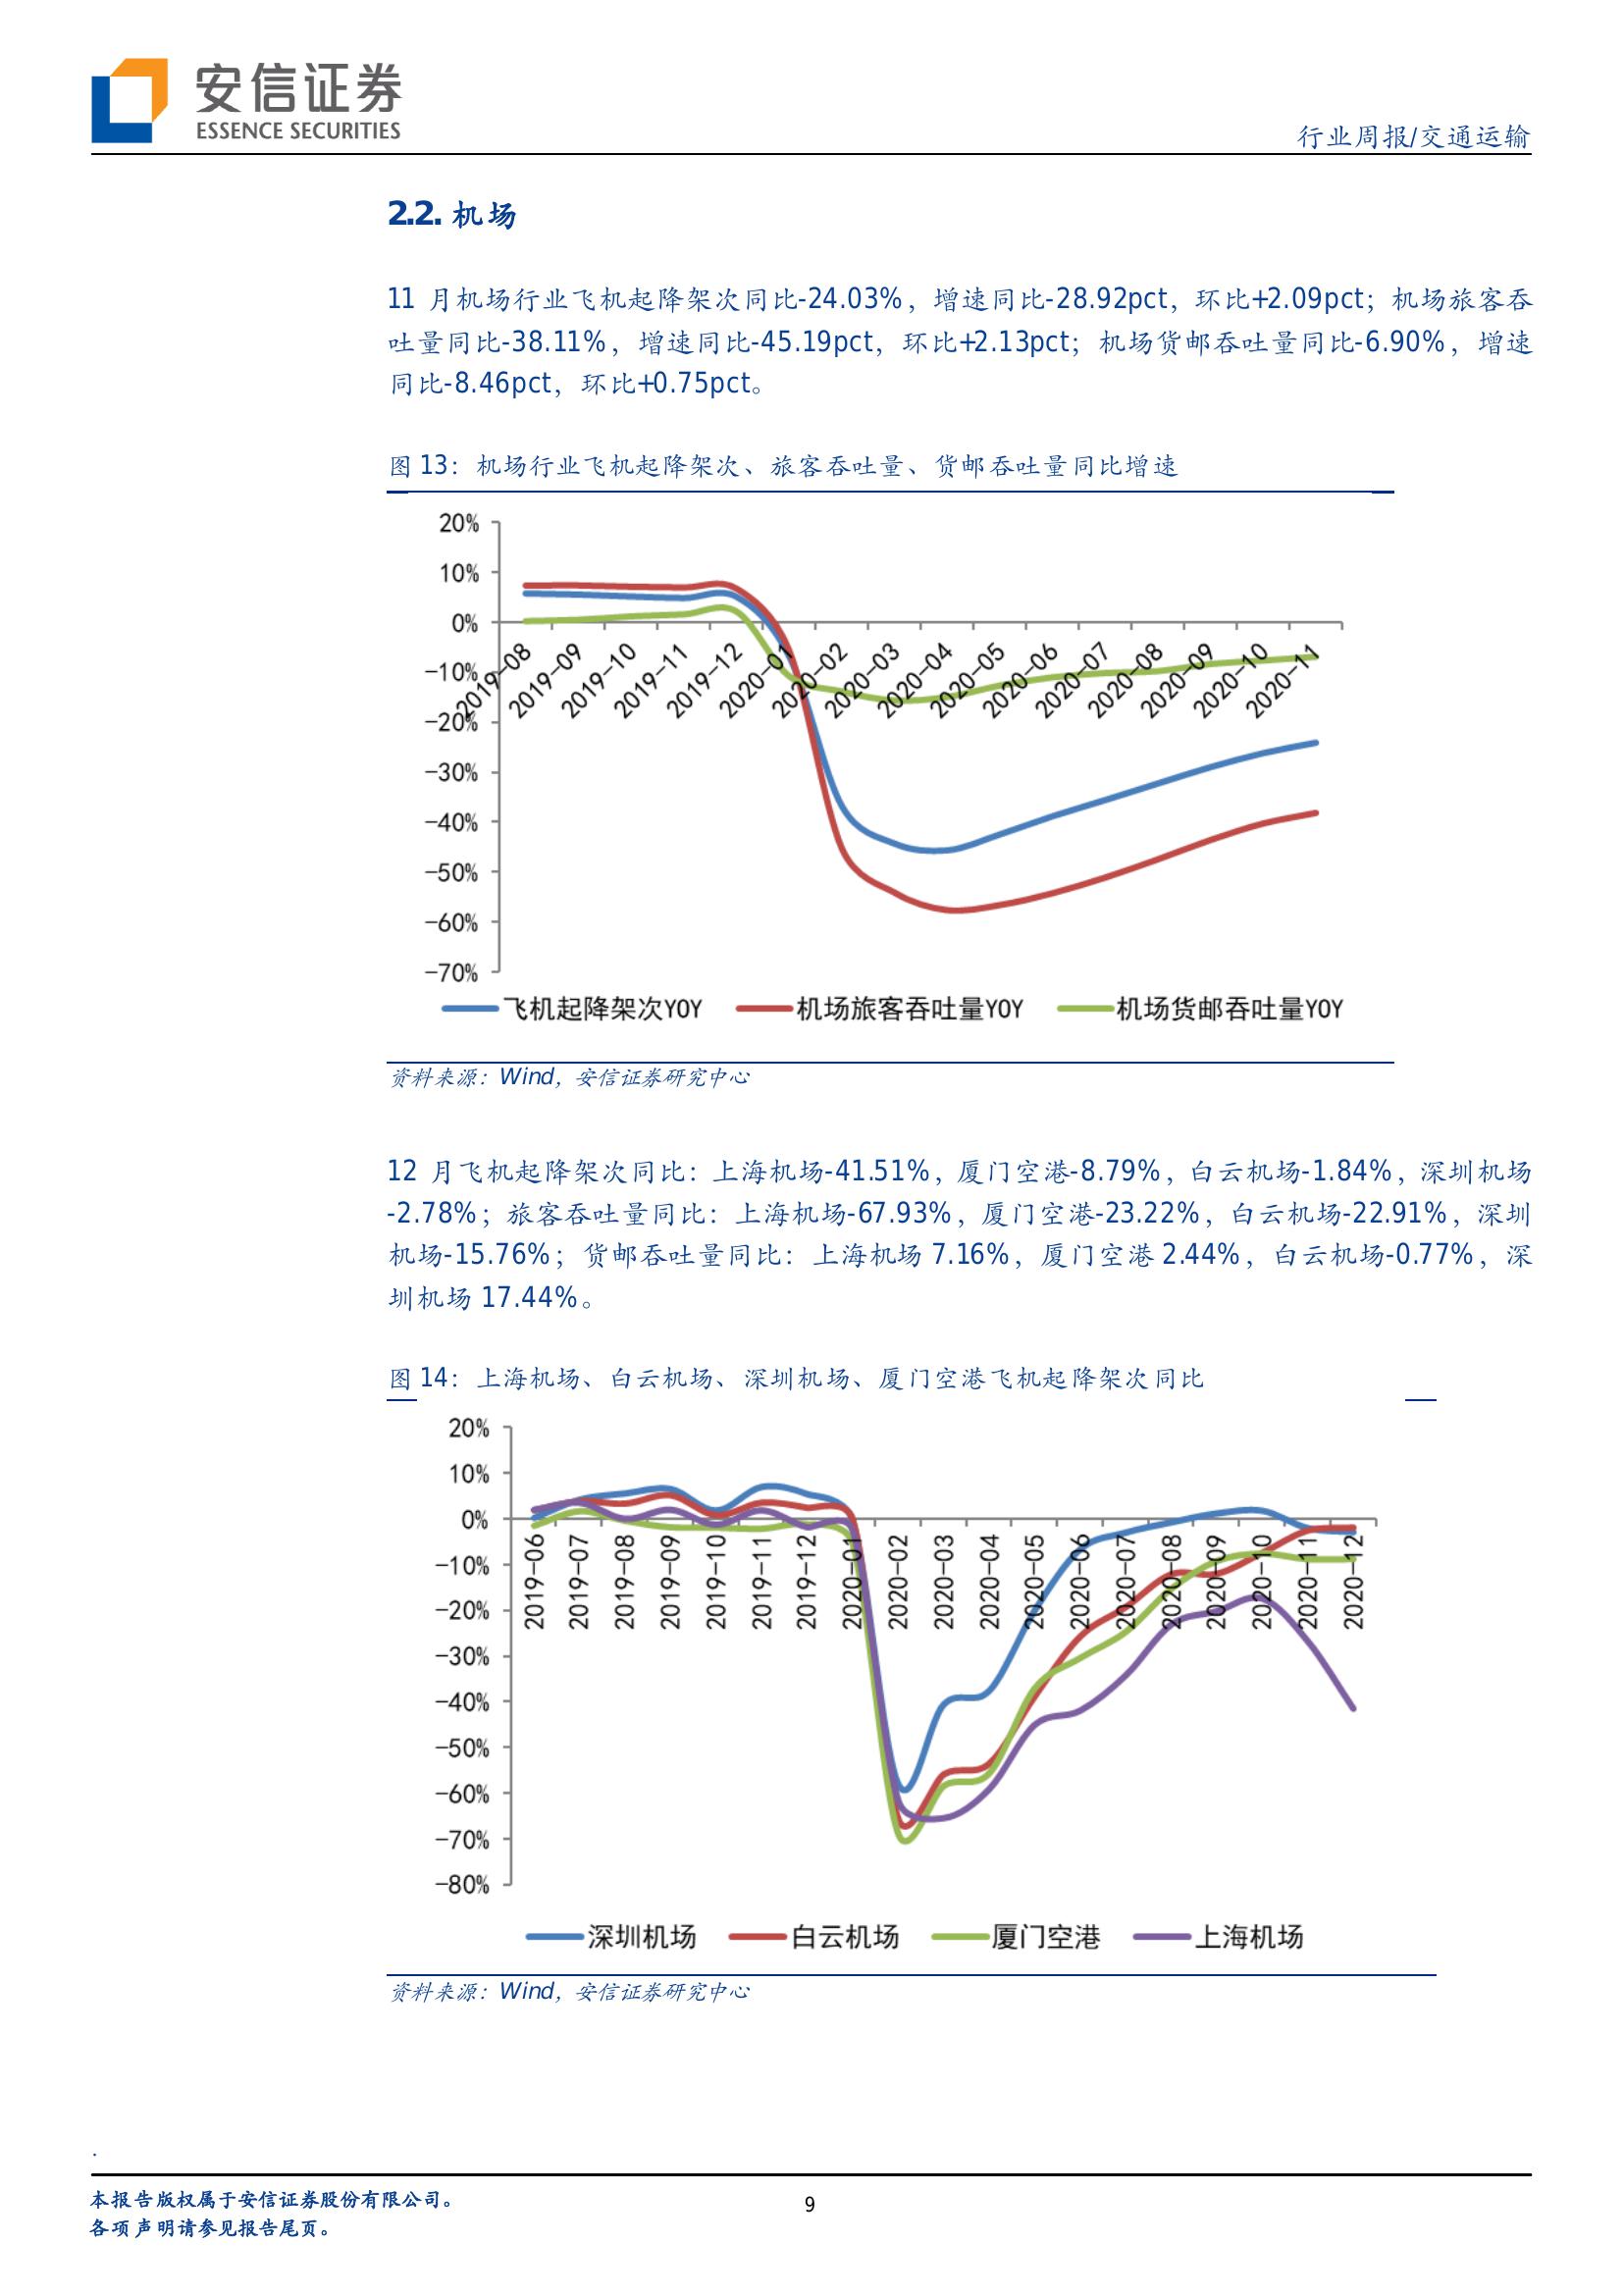 安信证券
ESSENCE SECURITIES
行业周报/交通运输
2.2. 机场
11 月机场行业飞机起降架次同比-24.03%，增速同比-28.92pct，环比+2.09pct；机场旅客吞
吐量同比-38.11%，增速同比-45.19pct，环比+2.13pct；机场货邮吞吐量同比-6.90%，增速
同比-8.46pct，环比+0.75pct。
图 13：机场行业飞机起降架次、旅客吞吐量、货邮吞吐量同比增速
20%
10%
0%
-10%
-20%
-30%
-40%
-50%
-60%
-70%
2019-08 2019-09 2019-10 2019-11 2019-12 2020-01 2020-02 2020-03 2020-04 2020-05 2020-06 2020-07 2020-08 2020-09 2020-10 2020-11
飞机起降架次YOY 机场旅客吞吐量YOY 机场货邮吞吐量YOY
资料来源：Wind，安信证券研究中心
12 月飞机起降架次同比：上海机场-41.51%，厦门空港-8.79%，白云机场-1.84%，深圳机场
-2.78%；旅客吞吐量同比：上海机场-67.93%，厦门空港-23.22%，白云机场-22.91%，深圳
机场-15.76%；货邮吞吐量同比：上海机场 7.16%，厦门空港 2.44%，白云机场-0.77%，深
圳机场 17.44%。
图 14：上海机场、白云机场、深圳机场、厦门空港飞机起降架次同比
20%
10%
0%
-10%
-20%
-30%
-40%
-50%
-60%
-70%
-80%
2019-06 2019-07 2019-08 2019-09 2019-10 2019-11 2019-12 2020-01 2020-02 2020-03 2020-04 2020-05 2020-06 2020-07 2020-08 2020-09 2020-10 2020-11 2020-12
深圳机场 白云机场 厦门空港 上海机场
资料来源：Wind，安信证券研究中心
本报告版权属于安信证券股份有限公司。
9
各项声明请参见报告尾页。